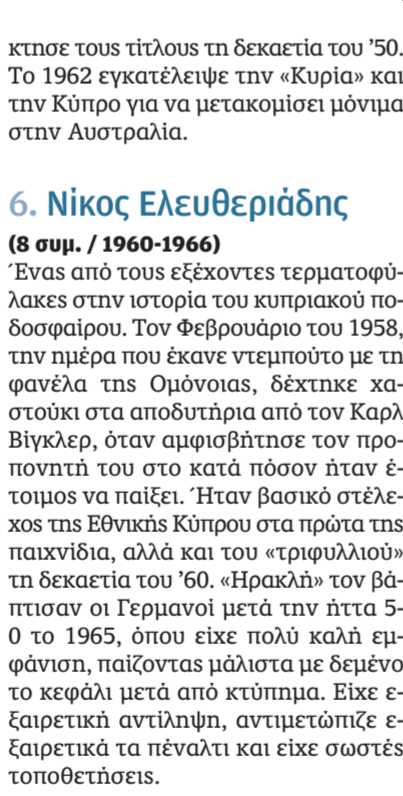 κτησε τους τίτλους τη δεκαετία του ’50.
Το 1962 εγκατέλειψε την «Κυρία» και
την Κύπρο για να μετακομίσει μόνιμα
στην Αυστραλία.
6. Νίκος Ελευθεριάδης
(8 συμ. / 1960-1966)
Ένας από τους εξέχοντες τερματοφύ-
λακες στην ιστορία του κυπριακού πο-
δοσφαίρου. Τον Φεβρουάριο του 1958,
την ημέρα που έκανε ντεμπούτο με τη
φανέλα της Ομόνοιας, δέχτηκε χα-
στούκι στα αποδυτήρια από τον Καρλ
Βίγκλερ, όταν αμφισβήτησε τον προ-
πονητή του στο κατά πόσον ήταν έ-
τοιμος να παίξει. Ήταν βασικό στέλε-
χος της Εθνικής Κύπρου στα πρώτα της
παιχνίδια, αλλά και του «τριφυλλιού»
τη δεκαετία του ’60. «Ηρακλή» τον βά-
πτισαν οι Γερμανοί μετά την ήττα 5-
0 το 1965, όπου είχε πολύ καλή εμ-
φάνιση, παίζοντας μάλιστα με δεμένο
το κεφάλι μετά από κτύπημα. Είχε ε-
ξαιρετική αντίληψη, αντιμετώπιζε ε-
ξαιρετικά τα πέναλτι και είχε σωστές
τοποθετήσεις.